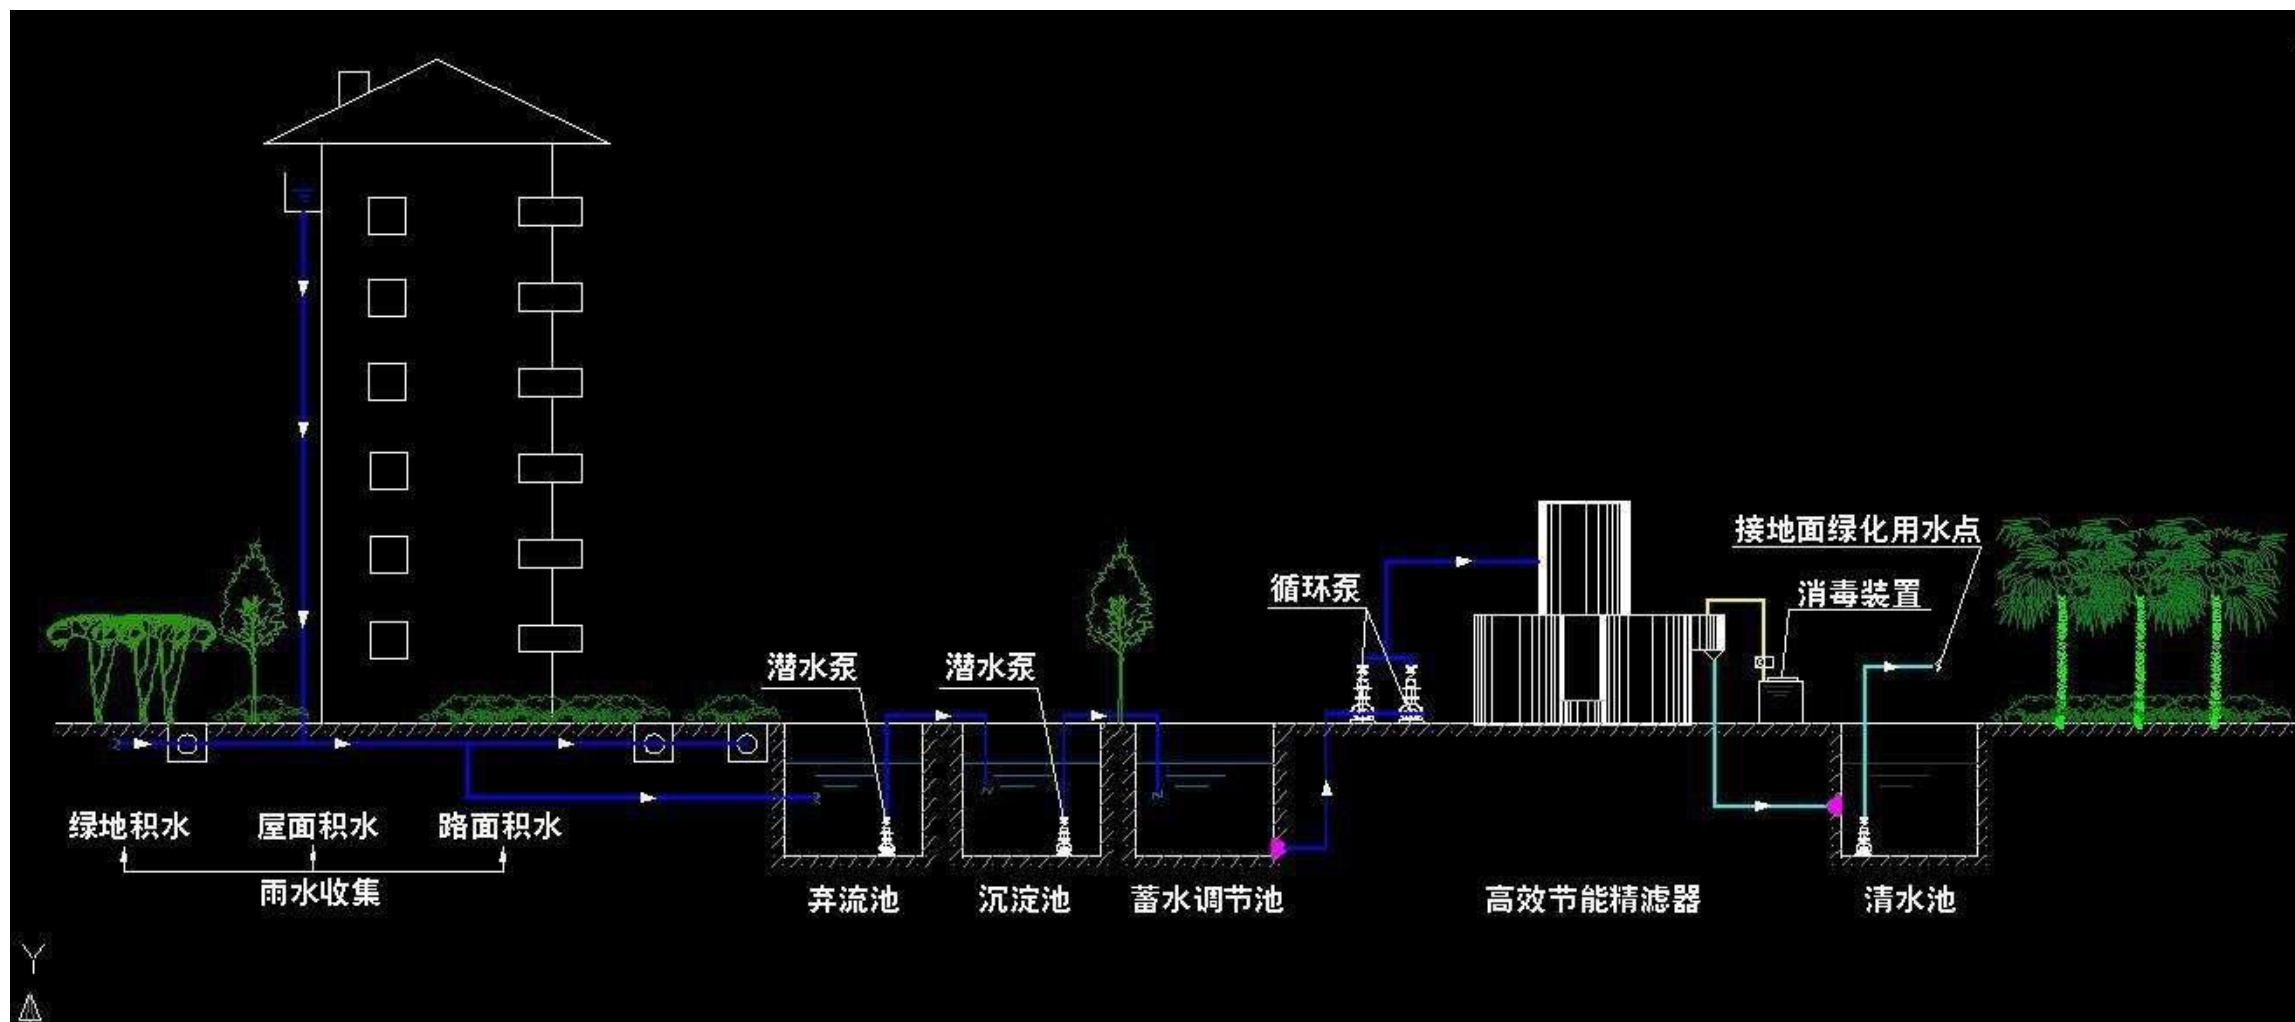 接地面绿化用水点
循环泵
消毒装置
潜水泵
潜水泵
绿地积水
屋面积水
路面积水
雨水收集
弃流池
沉淀池
蓄水调节池
高效节能精滤器
清水池
Y